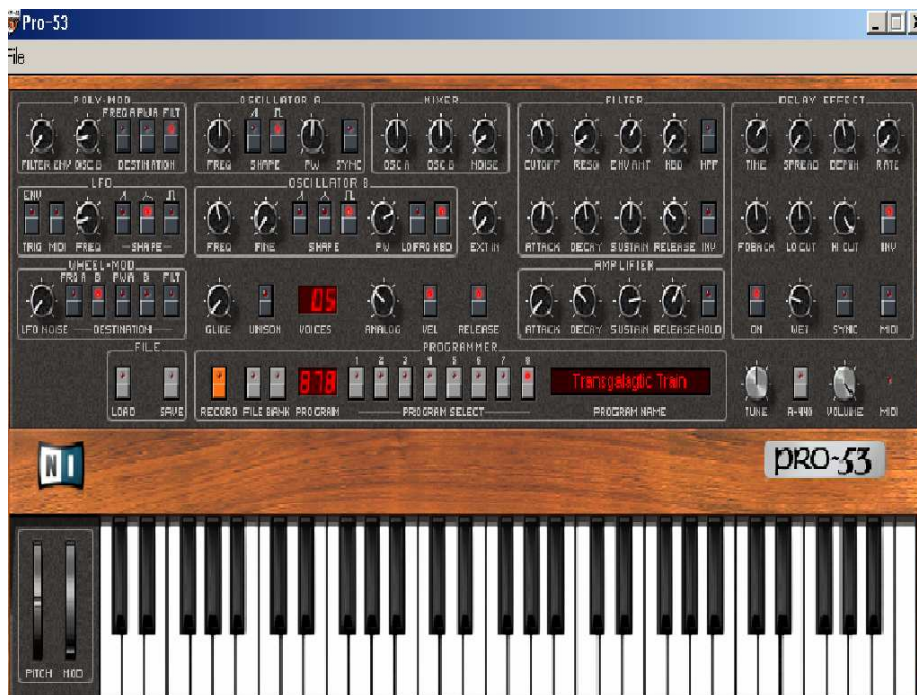 Pro-53
File
POLY-MOD OSCILLATOR A MIXER FILTER DELAY EFFECT
FREQ A PW A FILT
FILTER ENV OSC B DESTINATION FREQ SHAPE PW SYNC OSC A OSC B NOISE CUTOFF RESO ENV AMT KBD HPF TIME SPREAD DEPTH RATE
LFO OSCILLATOR B
ENV
TRIG MIDI FREQ SHAPE FREQ FINE SHAPE PW LO FRQ KBD EXT IN ATTACK DECAY SUSTAIN RELEASE INV FDBACK LO CUT HI CUT INV
WHEEL-MOD AMPLIFIER
FRQ A B PW A B FILT
LFO NOISE DESTINATION GLIDE UNISON VOICES 05 ANALOG VEL RELEASE ATTACK DECAY SUSTAIN RELEASE HOLD ON WET SYNC MIDI
FILE PROGRAMMER
1 2 3 4 5 6 7 8
878 Transgalagtic Train
LOAD SAVE RECORD FILE BANK PROGRAM PROGRAM SELECT PROGRAM NAME TUNE A-440 VOLUME MIDI
NI PRO-53
PITCH MOD